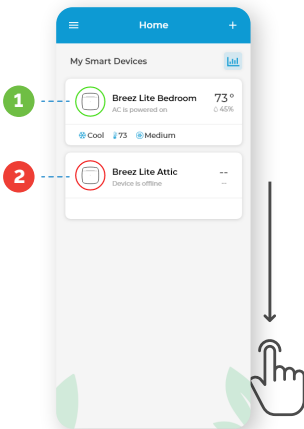 Home
My Smart Devices
1
Breez Lite Bedroom 73°
AC is powered on 45%
Cool 73 Medium
2
Breez Lite Attic --
Device is offline --